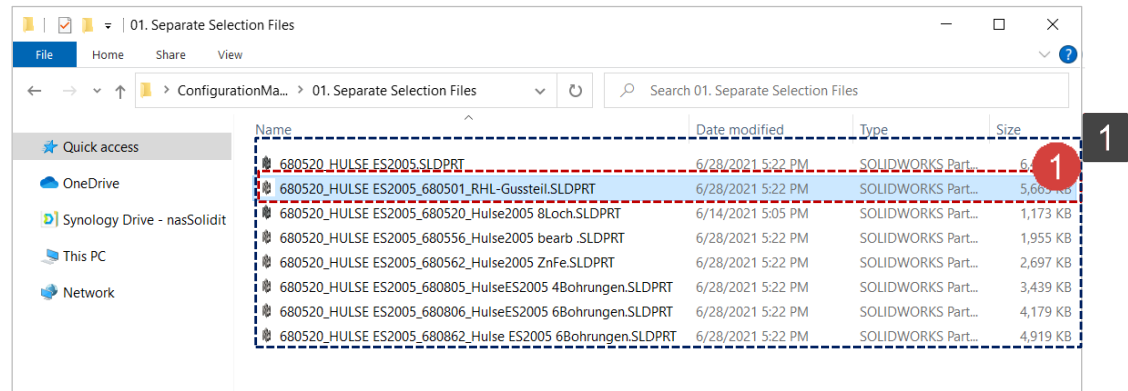 01. Separate Selection Files
File Home Share View
ConfigurationMa... > 01. Separate Selection Files Search 01. Separate Selection Files
Name Date modified Type Size
1
Quick access
OneDrive
Synology Drive - nasSolidit
This PC
Network
680520_HULSE ES2005.SLDPRT 6/28/2021 5:22 PM SOLIDWORKS Part...
1
680520_HULSE ES2005_680501_RHL-Gussteil.SLDPRT 6/28/2021 5:22 PM SOLIDWORKS Part... KB
680520_HULSE ES2005_680520_Hulse2005 8Loch.SLDPRT 6/14/2021 5:05 PM SOLIDWORKS Part... 1,173 KB
680520_HULSE ES2005_680556_Hulse2005 bearb .SLDPRT 6/28/2021 5:22 PM SOLIDWORKS Part... 1,955 KB
680520_HULSE ES2005_680562_Hulse2005 ZnFe.SLDPRT 6/28/2021 5:22 PM SOLIDWORKS Part... 2,697 KB
680520_HULSE ES2005_680805_HulseES2005 4Bohrungen.SLDPRT 6/28/2021 5:22 PM SOLIDWORKS Part... 3,439 KB
680520_HULSE ES2005_680806_HulseES2005 6Bohrungen.SLDPRT 6/28/2021 5:22 PM SOLIDWORKS Part... 4,179 KB
680520_HULSE ES2005_680862_Hulse ES2005 6Bohrungen.SLDPRT 6/28/2021 5:22 PM SOLIDWORKS Part... 4,919 KB